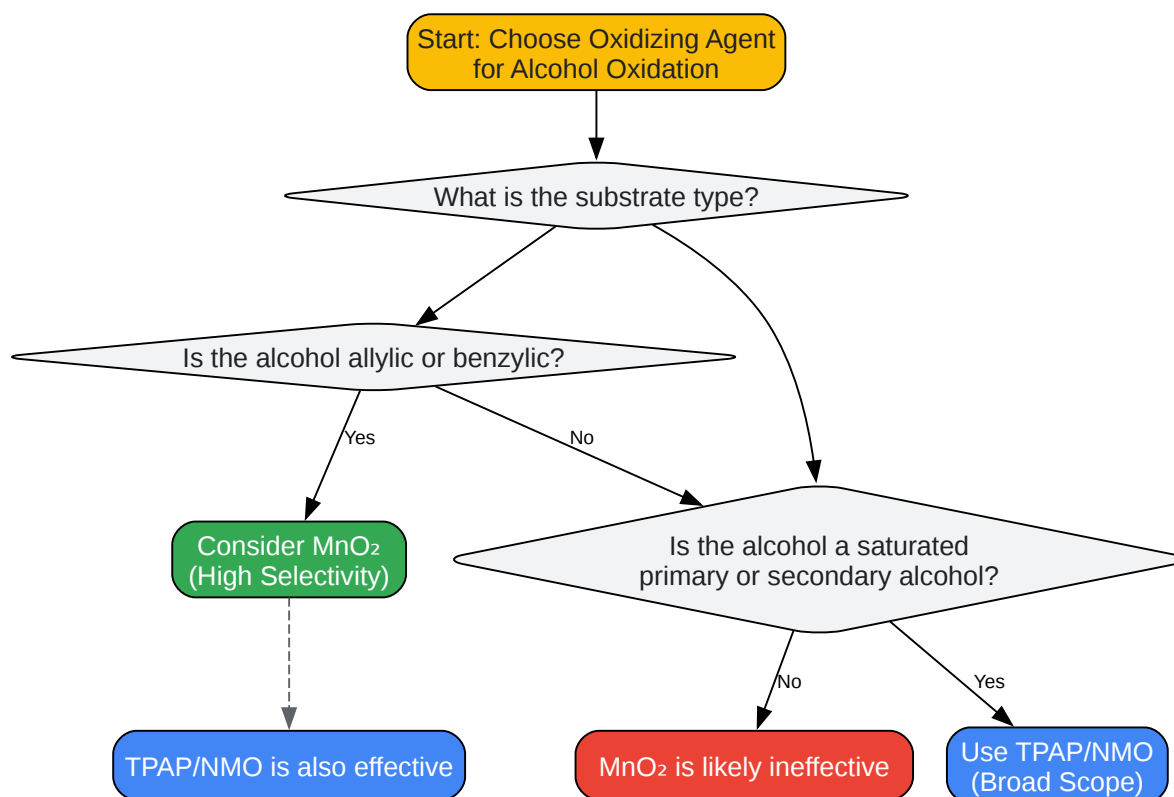 Start: Choose Oxidizing Agent
for Alcohol Oxidation
What is the substrate type?
Is the alcohol allylic or benzylic?
Yes
No
Consider MnO₂
(High Selectivity)
Is the alcohol a saturated
primary or secondary alcohol?
No
Yes
TPAP/NMO is also effective
MnO₂ is likely ineffective
Use TPAP/NMO
(Broad Scope)